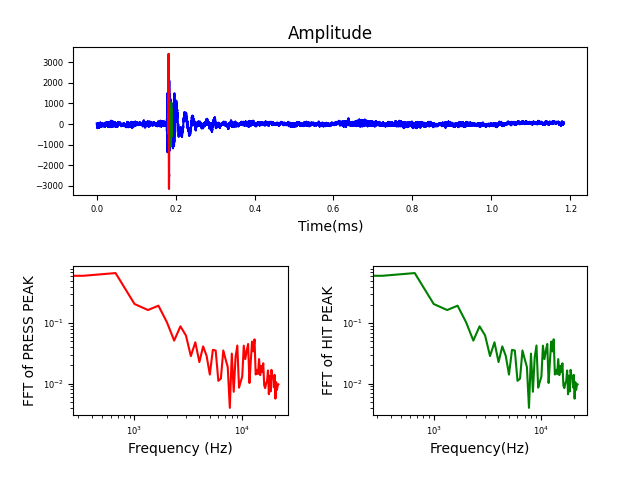 Amplitude
3000
2000
1000
0
−1000
−2000
−3000
0.0 0.2 0.4 0.6 0.8 1.0 1.2
Time(ms)
FFT of PRESS PEAK
10⁻¹
10⁻²
10³ 10⁴
Frequency (Hz)
FFT of HIT PEAK
10⁻¹
10⁻²
10³ 10⁴
Frequency(Hz)